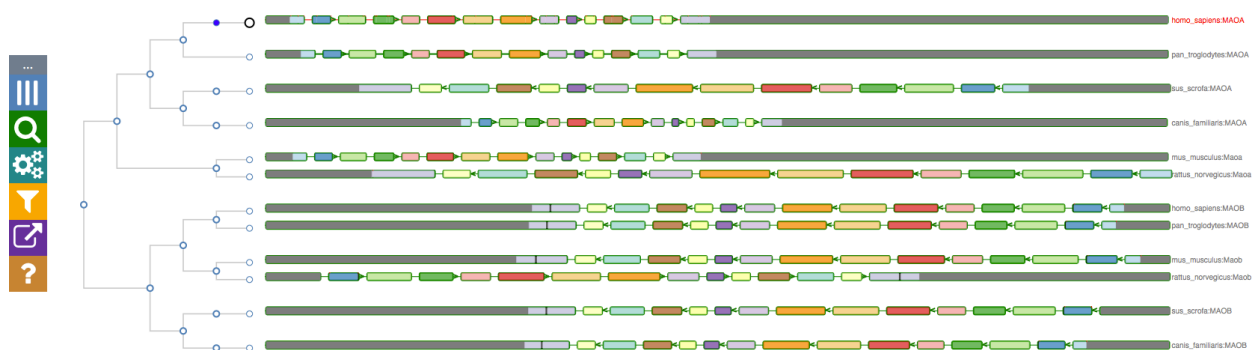 ...
homo_sapiens:MAOA
pan_troglodytes:MAOA
sus_scrofa:MAOA
canis_familiaris:MAOA
mus_musculus:Maoa
rattus_norvegicus:Maoa
homo_sapiens:MAOB
pan_troglodytes:MAOB
mus_musculus:Maob
rattus_norvegicus:Maob
sus_scrofa:MAOB
canis_familiaris:MAOB
?